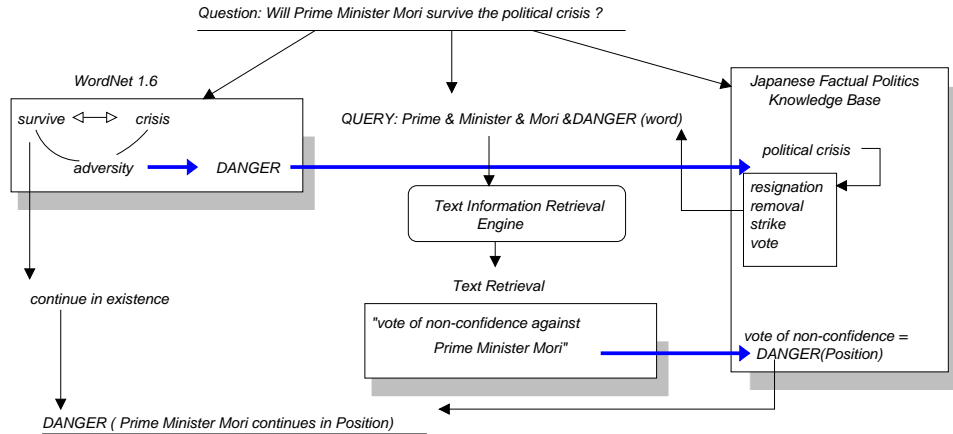 Question: Will Prime Minister Mori survive the political crisis ?
WordNet 1.6
survive
crisis
adversity
DANGER
QUERY: Prime & Minister & Mori &DANGER (word)
Text Information Retrieval
Engine
Text Retrieval
"vote of non-confidence against
Prime Minister Mori"
Japanese Factual Politics
Knowledge Base
political crisis
resignation
removal
strike
vote
vote of non-confidence =
DANGER(Position)
continue in existence
DANGER ( Prime Minister Mori continues in Position)